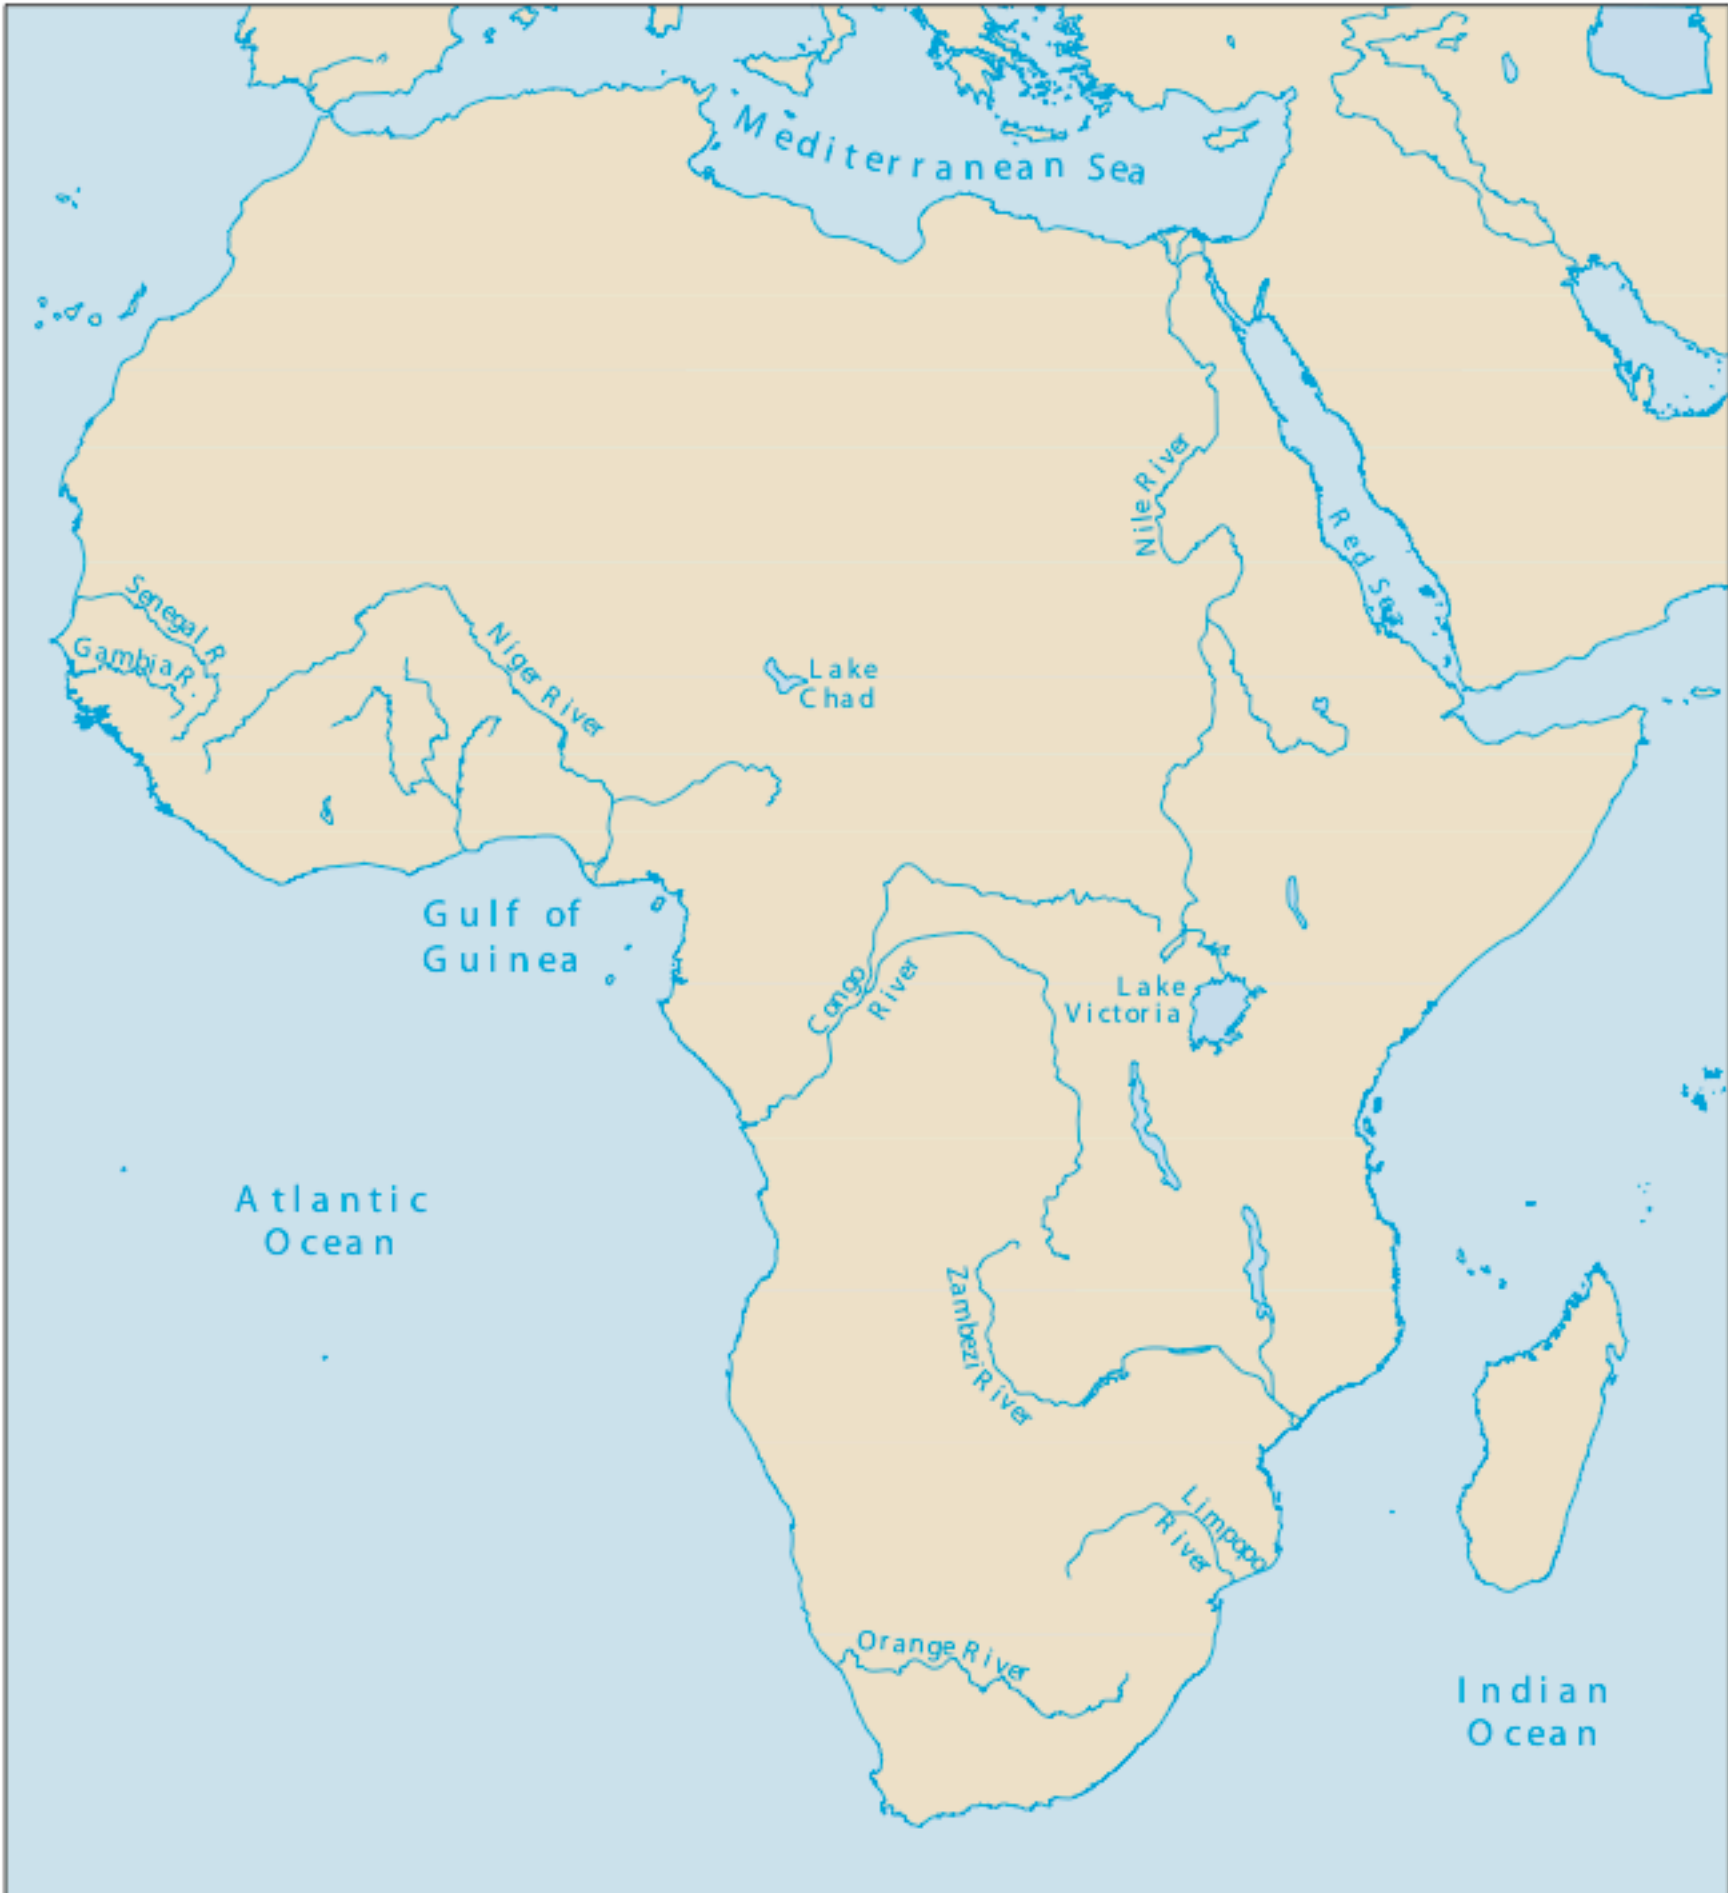 Mediterranean Sea
Nile River
Red Sea
Senegal R.
Gambia R.
Niger River
Lake
Chad
Gulf of
Guinea
Congo
River
Lake
Victoria
Atlantic
Ocean
Zambezi River
Limpopo
River
Orange River
Indian
Ocean